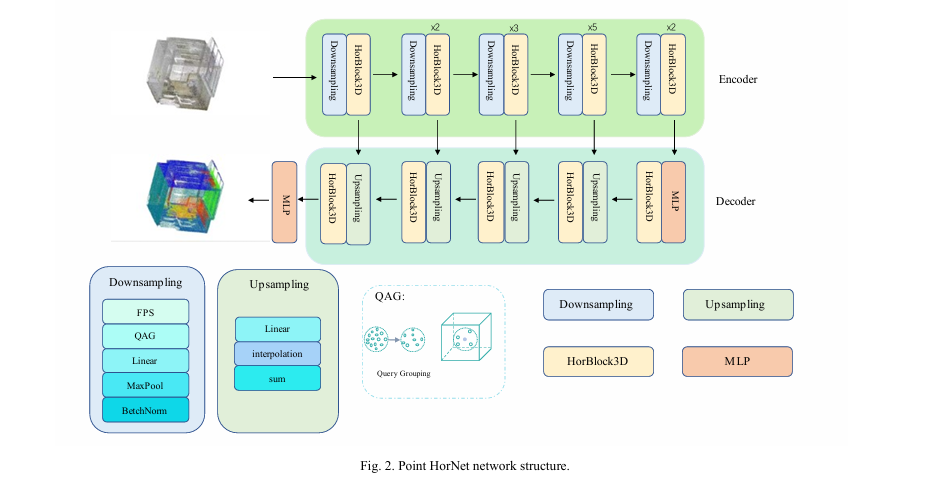 x2
x3
x5
x2
Downsampling
HorBlock3D
Downsampling
HorBlock3D
Downsampling
HorBlock3D
Downsampling
HorBlock3D
Downsampling
HorBlock3D
Encoder
MLP
HorBlock3D
Upsampling
HorBlock3D
Upsampling
HorBlock3D
Upsampling
HorBlock3D
Upsampling
HorBlock3D
MLP
Decoder
Downsampling
FPS
QAG
Linear
MaxPool
BetchNorm
Upsampling
Linear
interpolation
sum
QAG:
Query Grouping
Downsampling
Upsampling
HorBlock3D
MLP
Fig. 2. Point HorNet network structure.